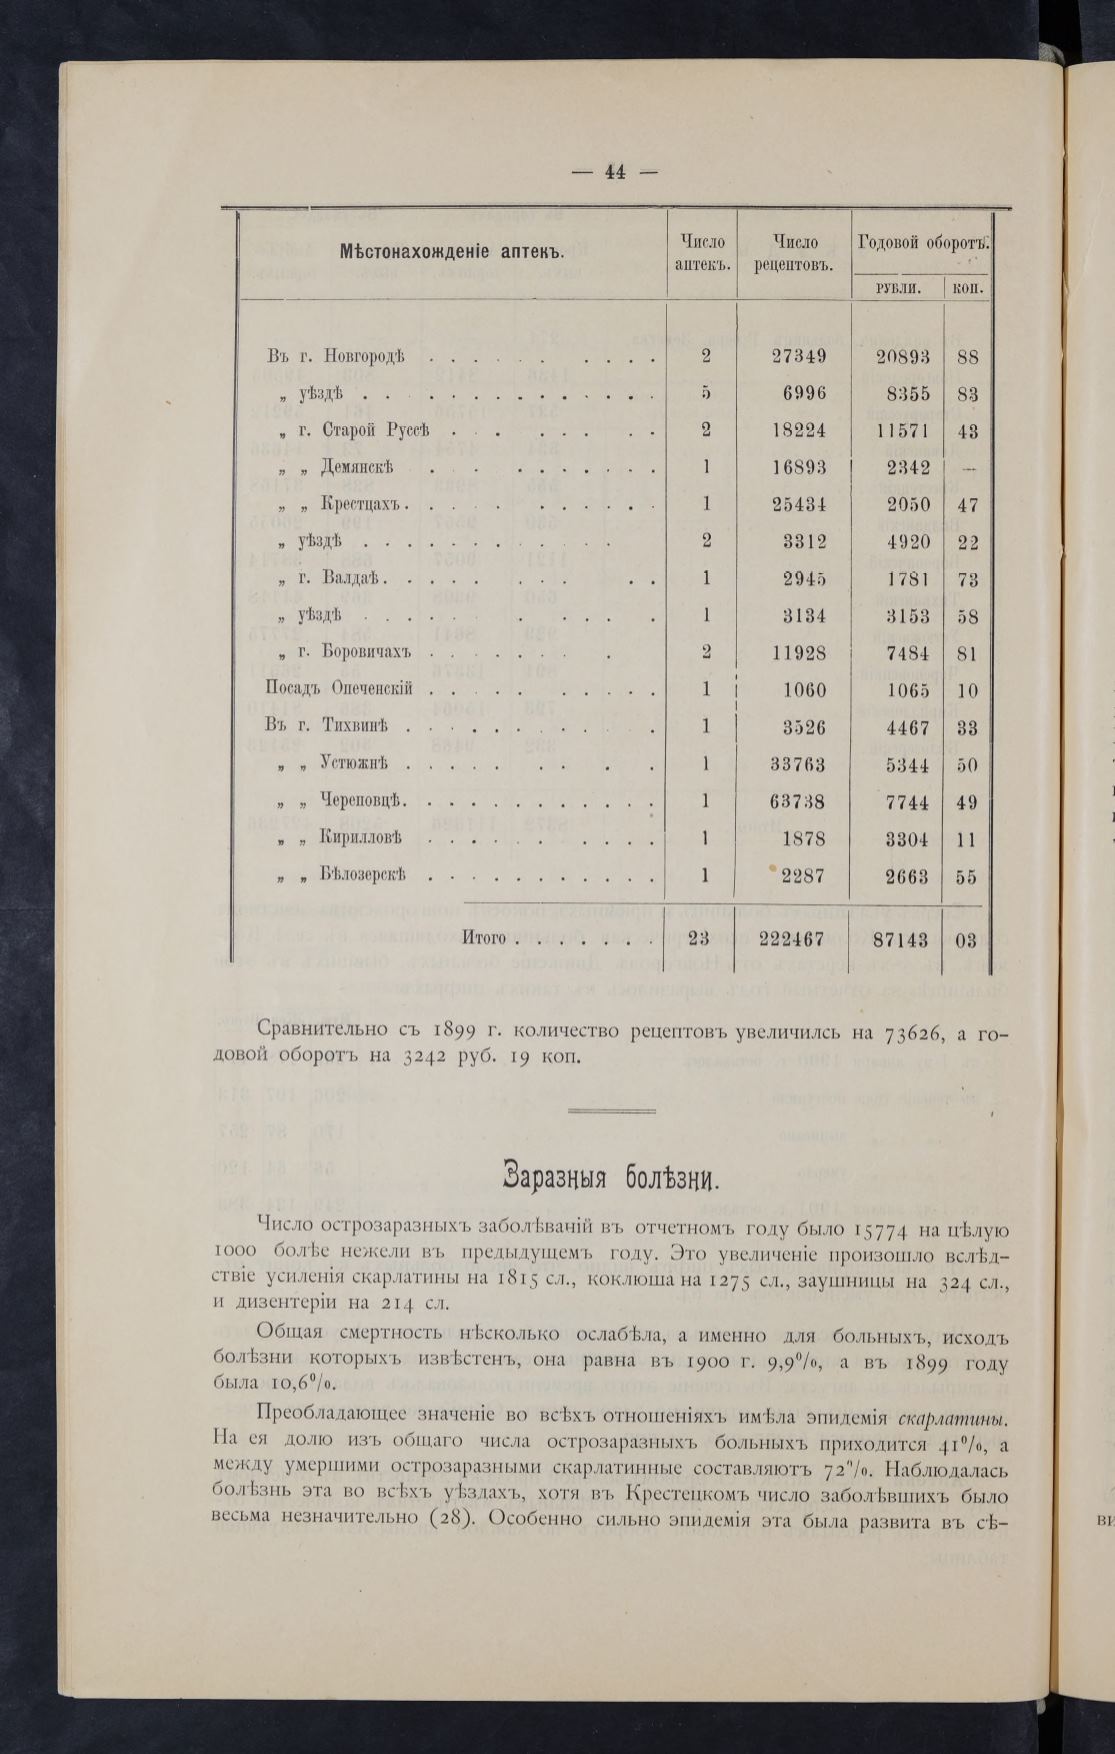 — 44 —
Мѣстонахожденіе аптекъ. Число аптекъ. Число рецептовъ. Годовой оборотъ.
рубли. коп.
Въ г. Новгородѣ . . . . . . . . . . 2 27349 20893 88
„ уѣздѣ . . . . . . . . . . . . . 5 6996 8355 83
„ г. Старой Руссѣ . . . . . . . . 2 18224 11571 43
„ „ Демянскѣ . . . . . . . . . . 1 16893 2342 —
„ „ Крестцахъ . . . . . . . . . . . 1 25434 2050 47
„ уѣздѣ . . . . . . . . . . . . 2 3312 4920 22
„ г. Валдаѣ . . . . . . . . . . 1 2945 1781 73
„ уѣздѣ . . . . . . . . . . . 1 3134 3153 58
„ г. Боровичахъ . . . . . . . . 2 11928 7484 81
Посадъ Опеченскій . . . . . . . . . . 1 1060 1065 10
Въ г. Тихвинѣ . . . . . . . . . . . 1 3526 4467 33
„ „ Устюжнѣ . . . . . . . . . 1 33763 5344 50
„ „ Череповцѣ . . . . . . . . . . . . 1 63738 7744 49
„ „ Кирилловѣ . . . . . . . . . . 1 1878 3304 11
„ „ Бѣлозерскѣ . . . . . . . . . . . 1 2287 2663 55
Итого . . . . . . . 23 222467 87143 03
Сравнительно съ 1899 г. количество рецептовъ увеличилсь на 73626, а го-
довой оборотъ на 3242 руб. 19 коп.
Заразныя болѣзни.
Число острозаразныхъ заболѣваній въ отчетномъ году было 15774 на цѣлую
1000 болѣе нежели въ предыдущемъ году. Это увеличеніе произошло вслѣд-
ствіе усиленія скарлатины на 1815 сл., коклюша на 1275 сл., заушницы на 324 сл.,
и дизентеріи на 214 сл.
Общая смертность нѣсколько ослабѣла, а именно для больныхъ, исходъ
болѣзни которыхъ извѣстенъ, она равна въ 1900 г. 9,9%, а въ 1899 году
была 10,6%.
Преобладающее значеніе во всѣхъ отношеніяхъ имѣла эпидемія скарлатины.
На ея долю изъ общаго числа острозаразныхъ больныхъ приходится 41%, а
между умершими острозаразными скарлатинные составляютъ 72%. Наблюдалась
болѣзнь эта во всѣхъ уѣздахъ, хотя въ Крестецкомъ число заболѣвшихъ было
весьма незначительно (28). Особенно сильно эпидемія эта была развита въ сѣ-